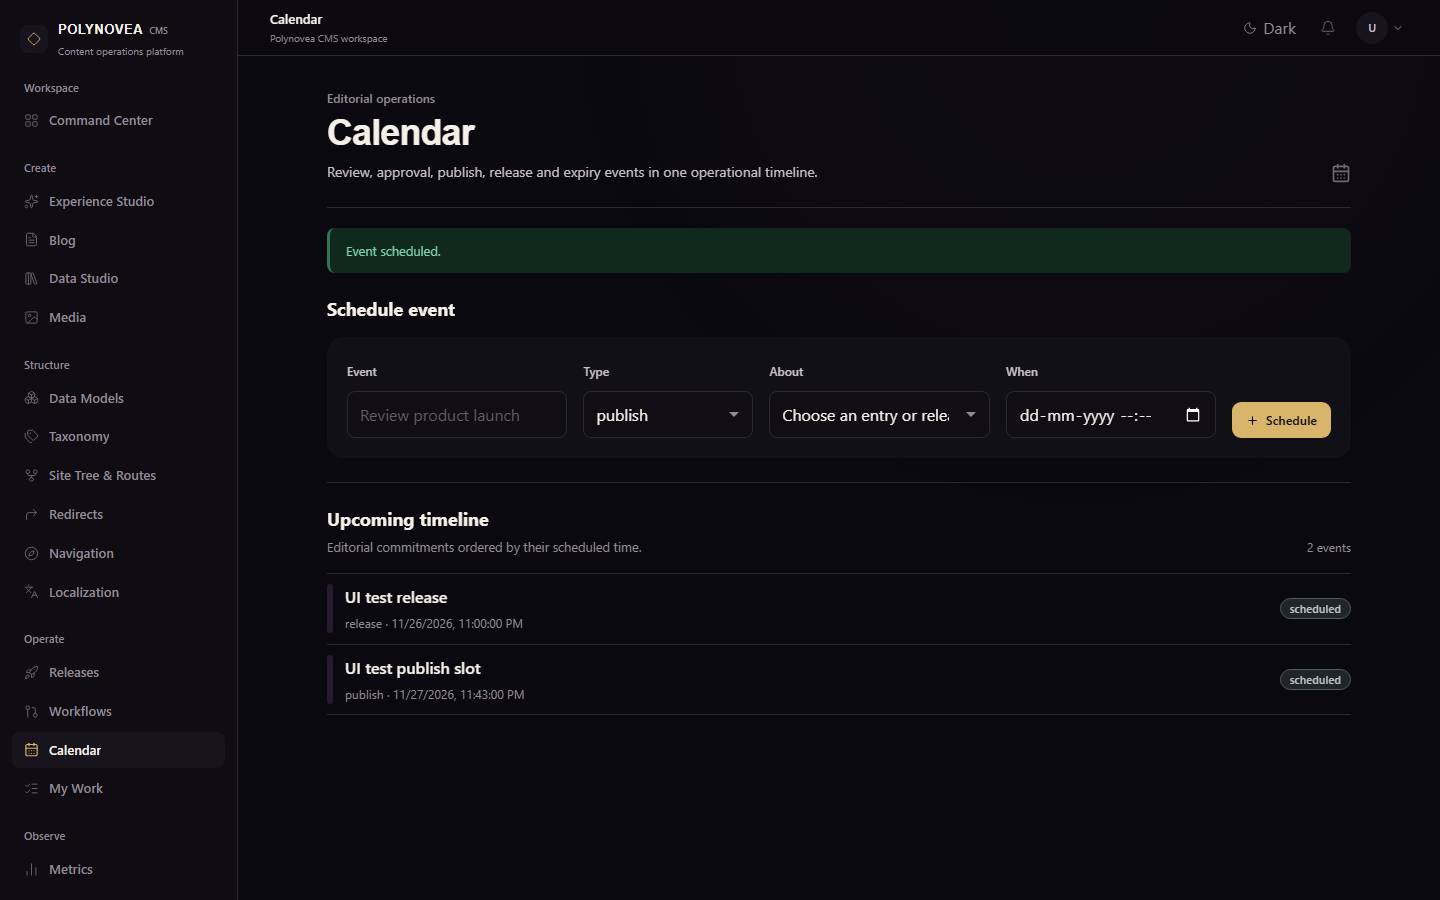 POLYNOVEA CMS
Content operations platform
Workspace
Command Center
Create
Experience Studio
Blog
Data Studio
Media
Structure
Data Models
Taxonomy
Site Tree & Routes
Redirects
Navigation
Localization
Operate
Releases
Workflows
Calendar
My Work
Observe
Metrics
Calendar
Polynovea CMS workspace
Dark
U
Editorial operations
Calendar
Review, approval, publish, release and expiry events in one operational timeline.
Event scheduled.
Schedule event
Event Type About When
Review product launch publish Choose an entry or relea dd-mm-yyyy --:-- + Schedule
Upcoming timeline
Editorial commitments ordered by their scheduled time. 2 events
UI test release
release · 11/26/2026, 11:00:00 PM
scheduled
UI test publish slot
publish · 11/27/2026, 11:43:00 PM
scheduled